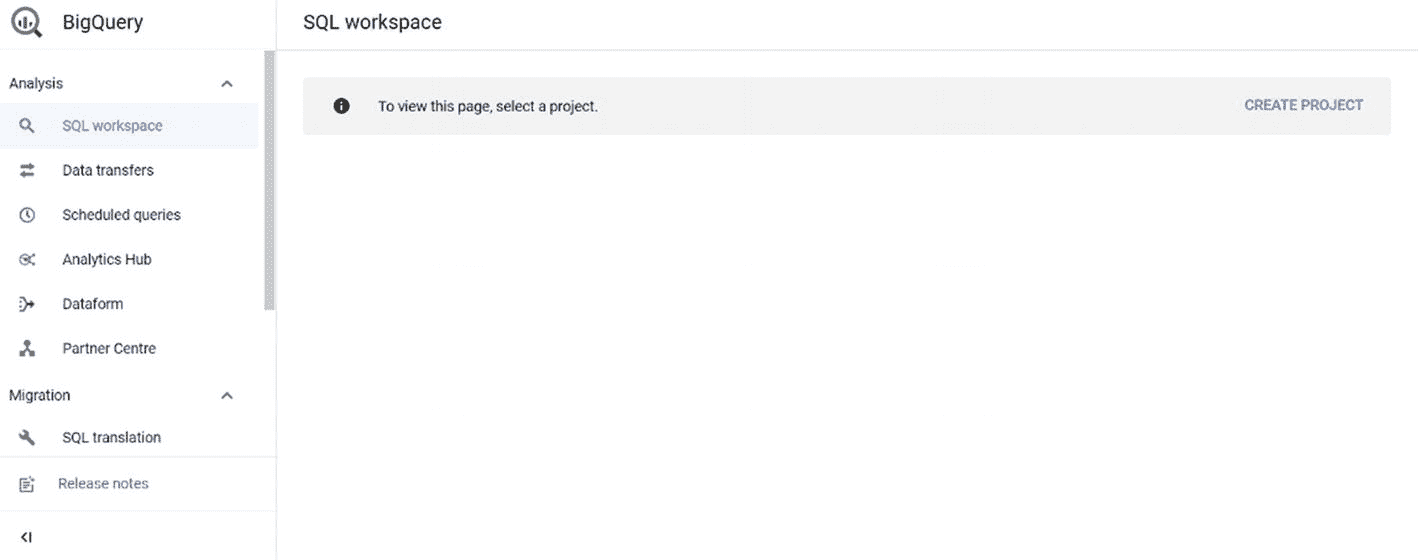 BigQuery
SQL workspace
Analysis
SQL workspace
Data transfers
Scheduled queries
Analytics Hub
Dataform
Partner Centre
Migration
SQL translation
Release notes
To view this page, select a project.
CREATE PROJECT